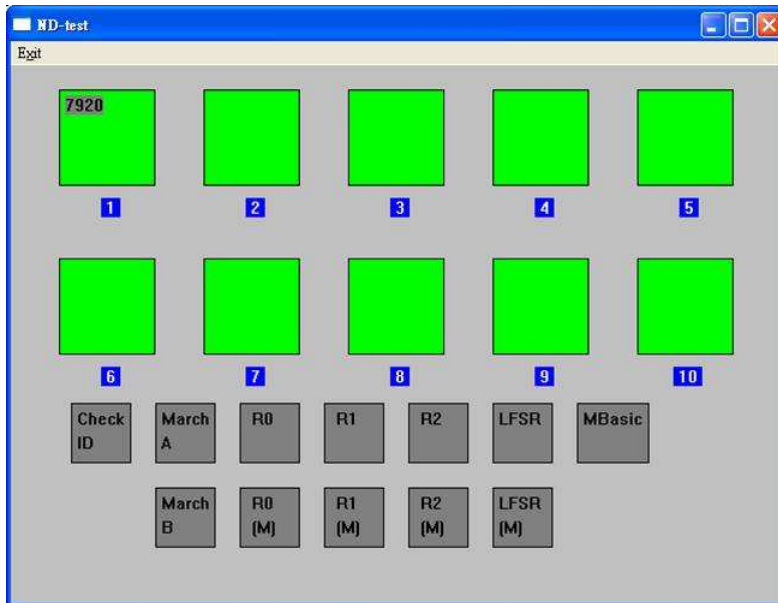 ND-test
Exit
7920
1 2 3 4 5
6 7 8 9 10
Check ID
March A
R0
R1
R2
LFSR
MBasic
March B
R0 (M)
R1 (M)
R2 (M)
LFSR (M)